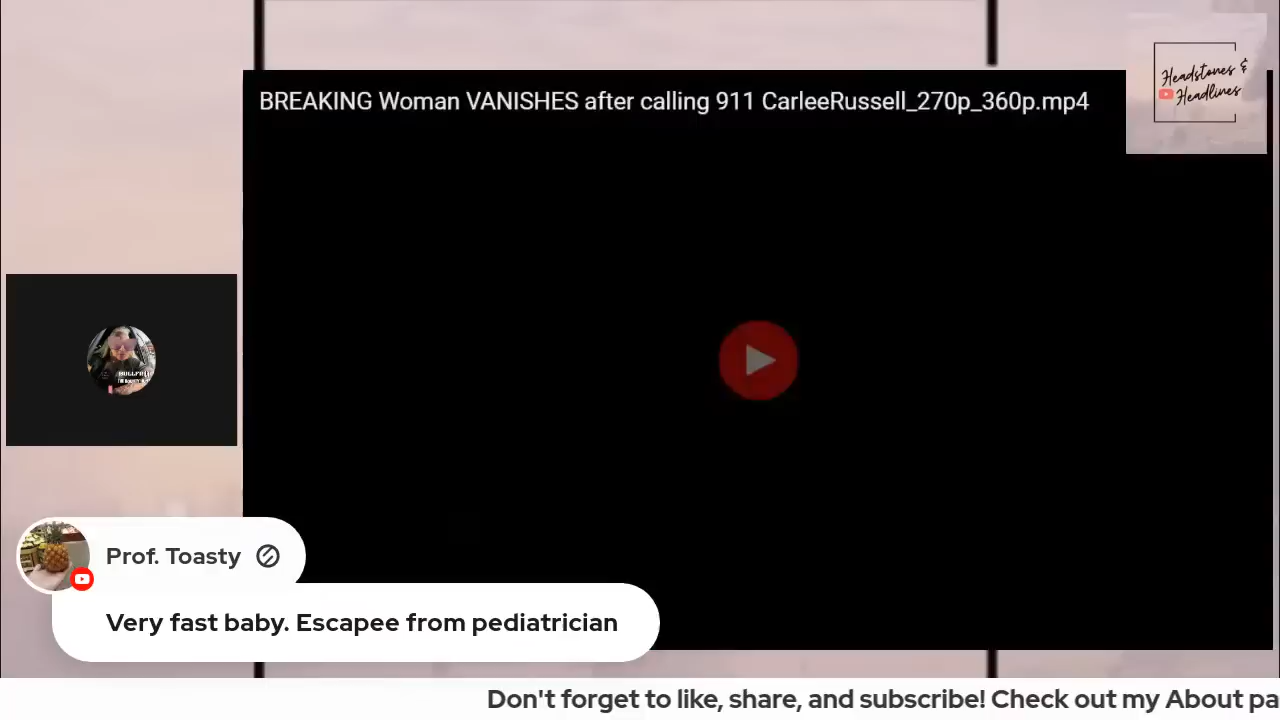 BREAKING Woman VANISHES after calling 911 CarleeRussell_270p_360p.mp4
Headstones &
Headlines
Prof. Toasty
Very fast baby. Escapee from pediatrician
Don't forget to like, share, and subscribe! Check out my About pa